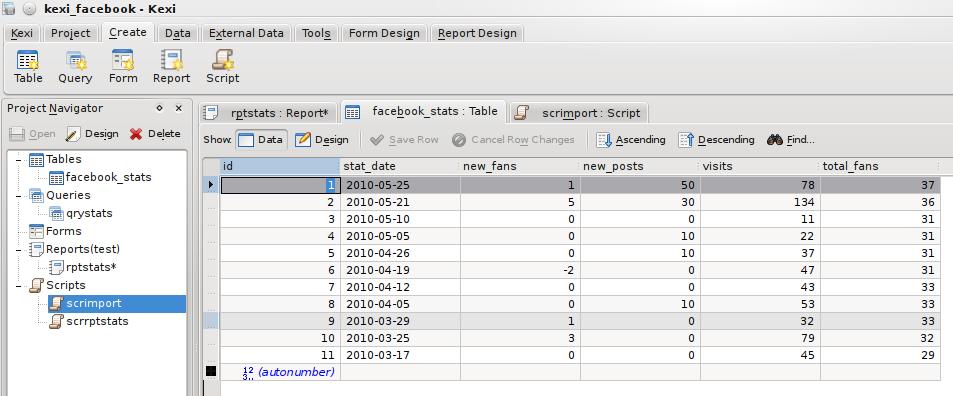 kexi_facebook - Kexi
Kexi Project Create Data External Data Tools Form Design Report Design
Table Query Form Report Script
Project Navigator
Open Design Delete
Tables
facebook_stats
Queries
qrystats
Forms
Reports(test)
rptstats*
Scripts
scrimport
scrrptstats
rptstats : Report* facebook_stats : Table scrimport : Script
Show: Data Design Save Row Cancel Row Changes Ascending Descending Find...
id stat_date new_fans new_posts visits total_fans
1 2010-05-25 1 50 78 37
2 2010-05-21 5 30 134 36
3 2010-05-10 0 0 11 31
4 2010-05-05 0 10 22 31
5 2010-04-26 0 10 37 31
6 2010-04-19 -2 0 47 31
7 2010-04-12 0 0 43 33
8 2010-04-05 0 10 53 33
9 2010-03-29 1 0 32 33
10 2010-03-25 3 0 79 32
11 2010-03-17 0 0 45 29
12
3.. (autonumber)